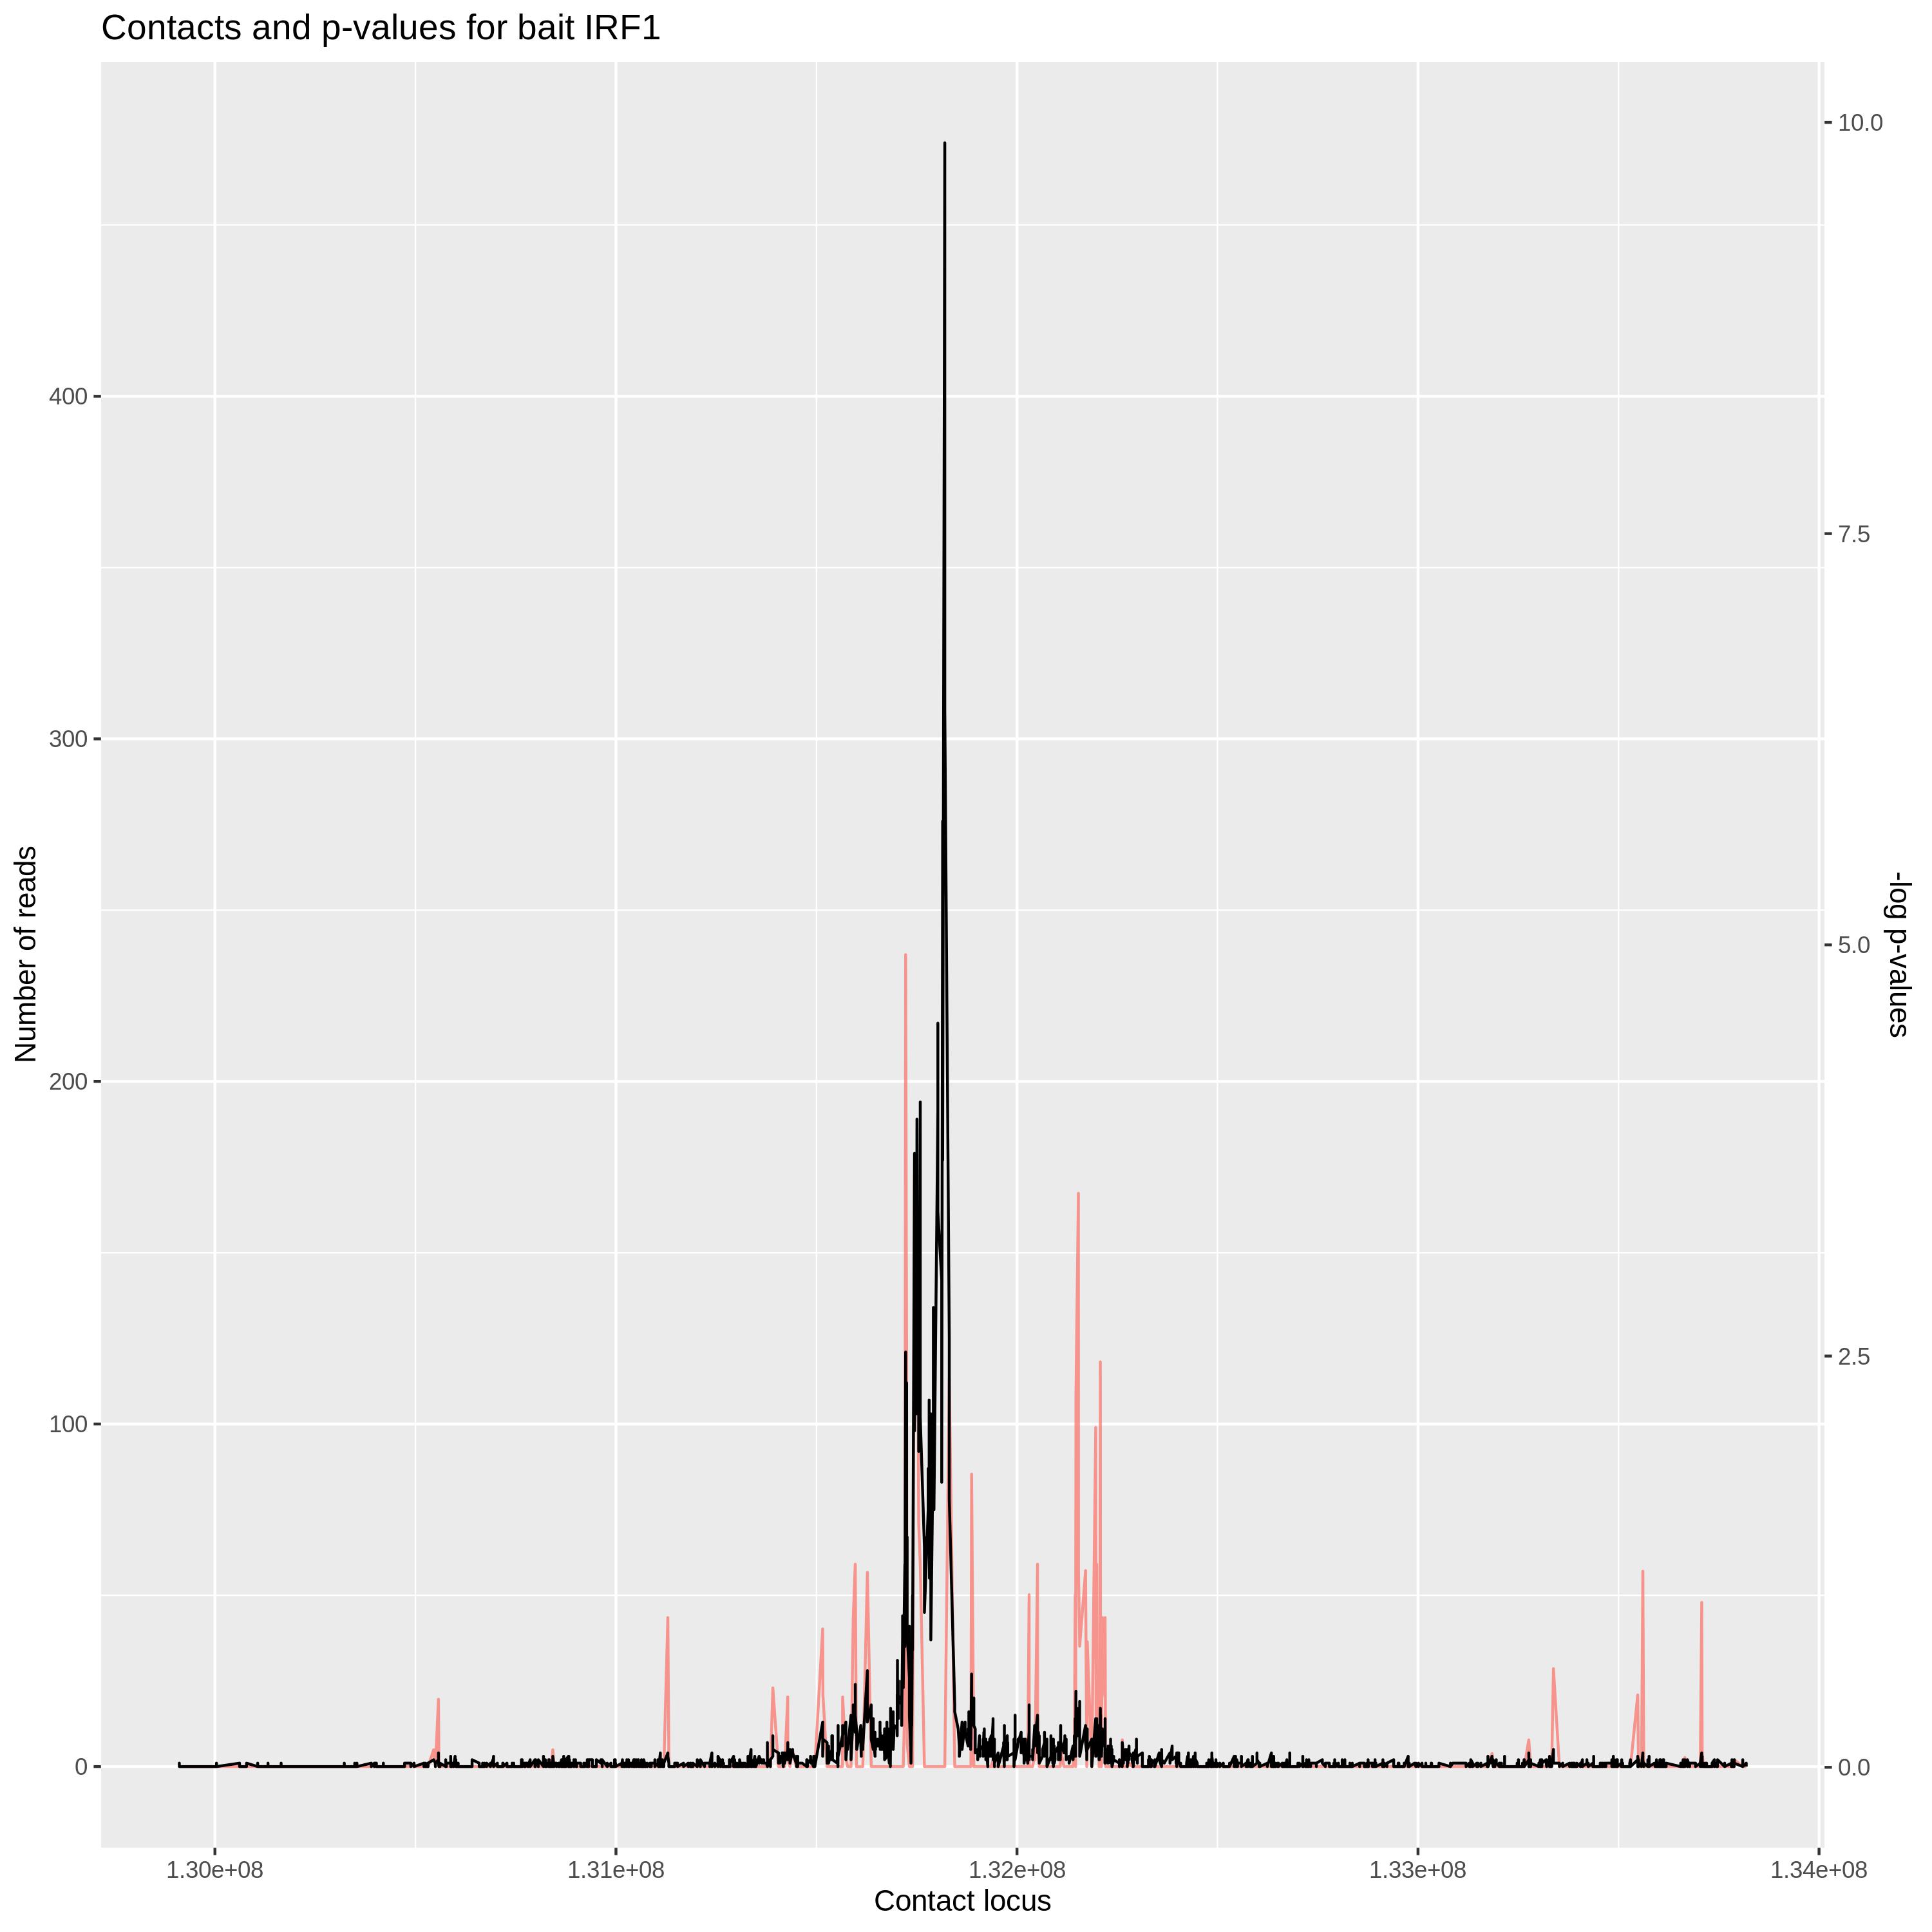 Contacts and p-values for bait IRF1
10.0
7.5
5.0
2.5
0.0
-log p-values
400
300
200
100
0
Number of reads
1.30e+08
1.31e+08
1.32e+08
1.33e+08
1.34e+08
Contact locus